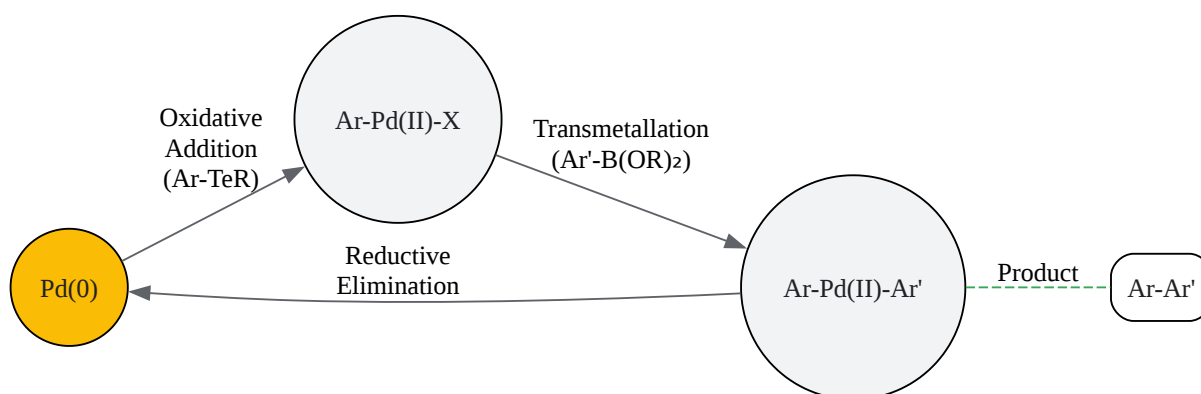 Oxidative
Addition
(Ar-TeR)
Ar-Pd(II)-X
Transmetallation
(Ar'-B(OR)₂)
Reductive
Elimination
Pd(0)
Ar-Pd(II)-Ar'
Product
Ar-Ar'